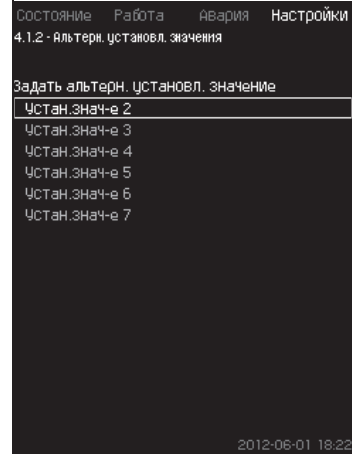 Состояние Работа Авария Настройки
4.1.2 - Альтерн. установл. значения
Задать альтерн. установл. значение
Устан.знач-е 2
Устан.знач-е 3
Устан.знач-е 4
Устан.знач-е 5
Устан.знач-е 6
Устан.знач-е 7
2012-06-01 18:22